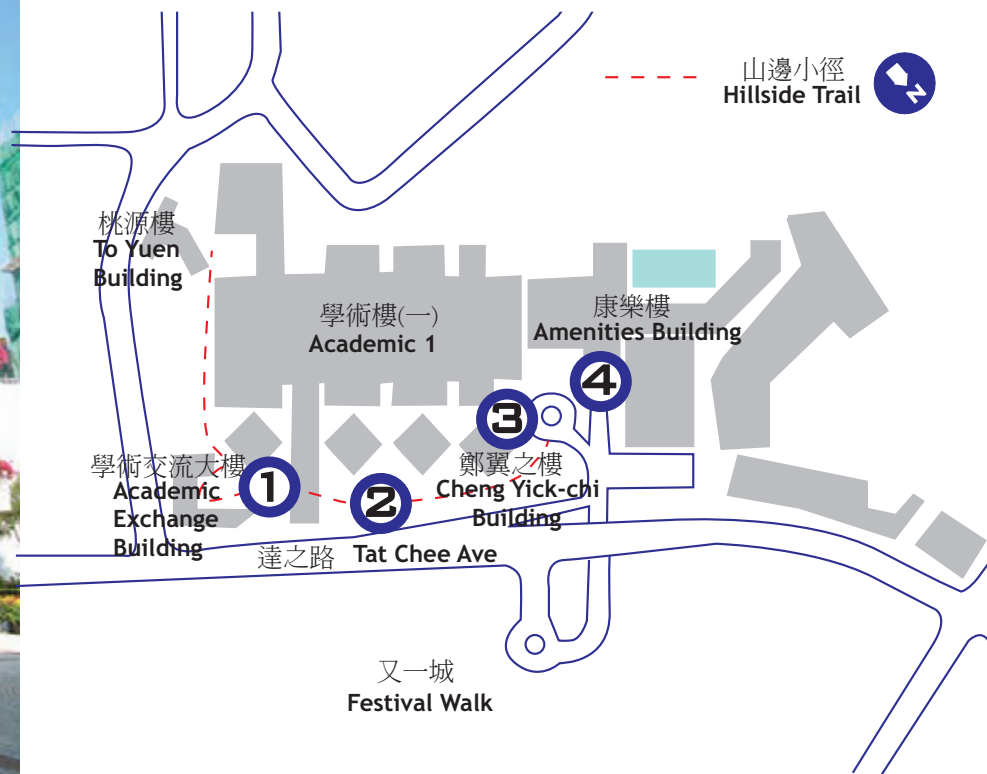 山邊小徑
Hillside Trail
N
桃源樓
To Yuen
Building
學術樓(一)
Academic 1
康樂樓
Amenities Building
4
3
學術交流大樓
Academic
Exchange
Building
1
2
鄭翼之樓
Cheng Yick-chi
Building
達之路
Tat Chee Ave
又一城
Festival Walk